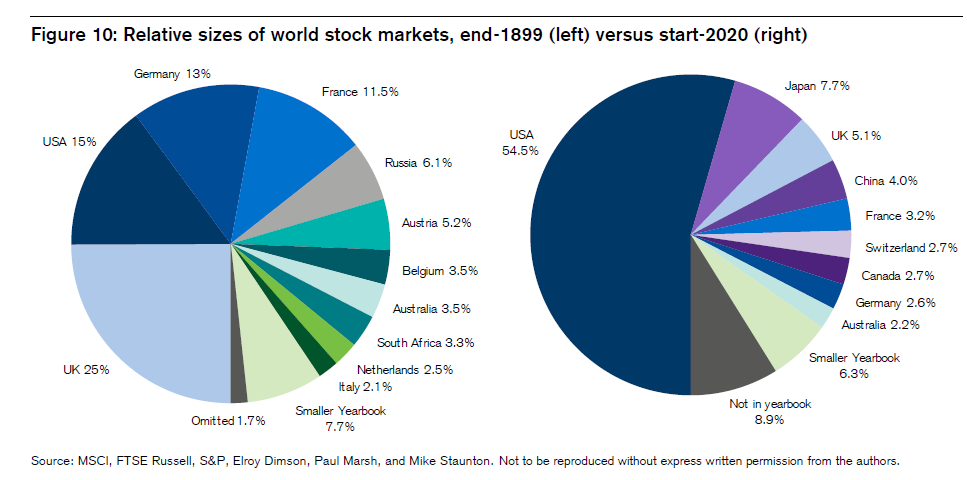 Figure 10: Relative sizes of world stock markets, end-1899 (left) versus start-2020 (right)
Germany 13%
France 11.5%
USA 15%
Russia 6.1%
Austria 5.2%
Belgium 3.5%
Australia 3.5%
South Africa 3.3%
Netherlands 2.5%
Italy 2.1%
Smaller Yearbook
7.7%
Omitted 1.7%
UK 25%
USA
54.5%
Japan 7.7%
UK 5.1%
China 4.0%
France 3.2%
Switzerland 2.7%
Canada 2.7%
Germany 2.6%
Australia 2.2%
Smaller Yearbook
6.3%
Not in yearbook
8.9%
Source: MSCI, FTSE Russell, S&P, Elroy Dimson, Paul Marsh, and Mike Staunton. Not to be reproduced without express written permission from the authors.